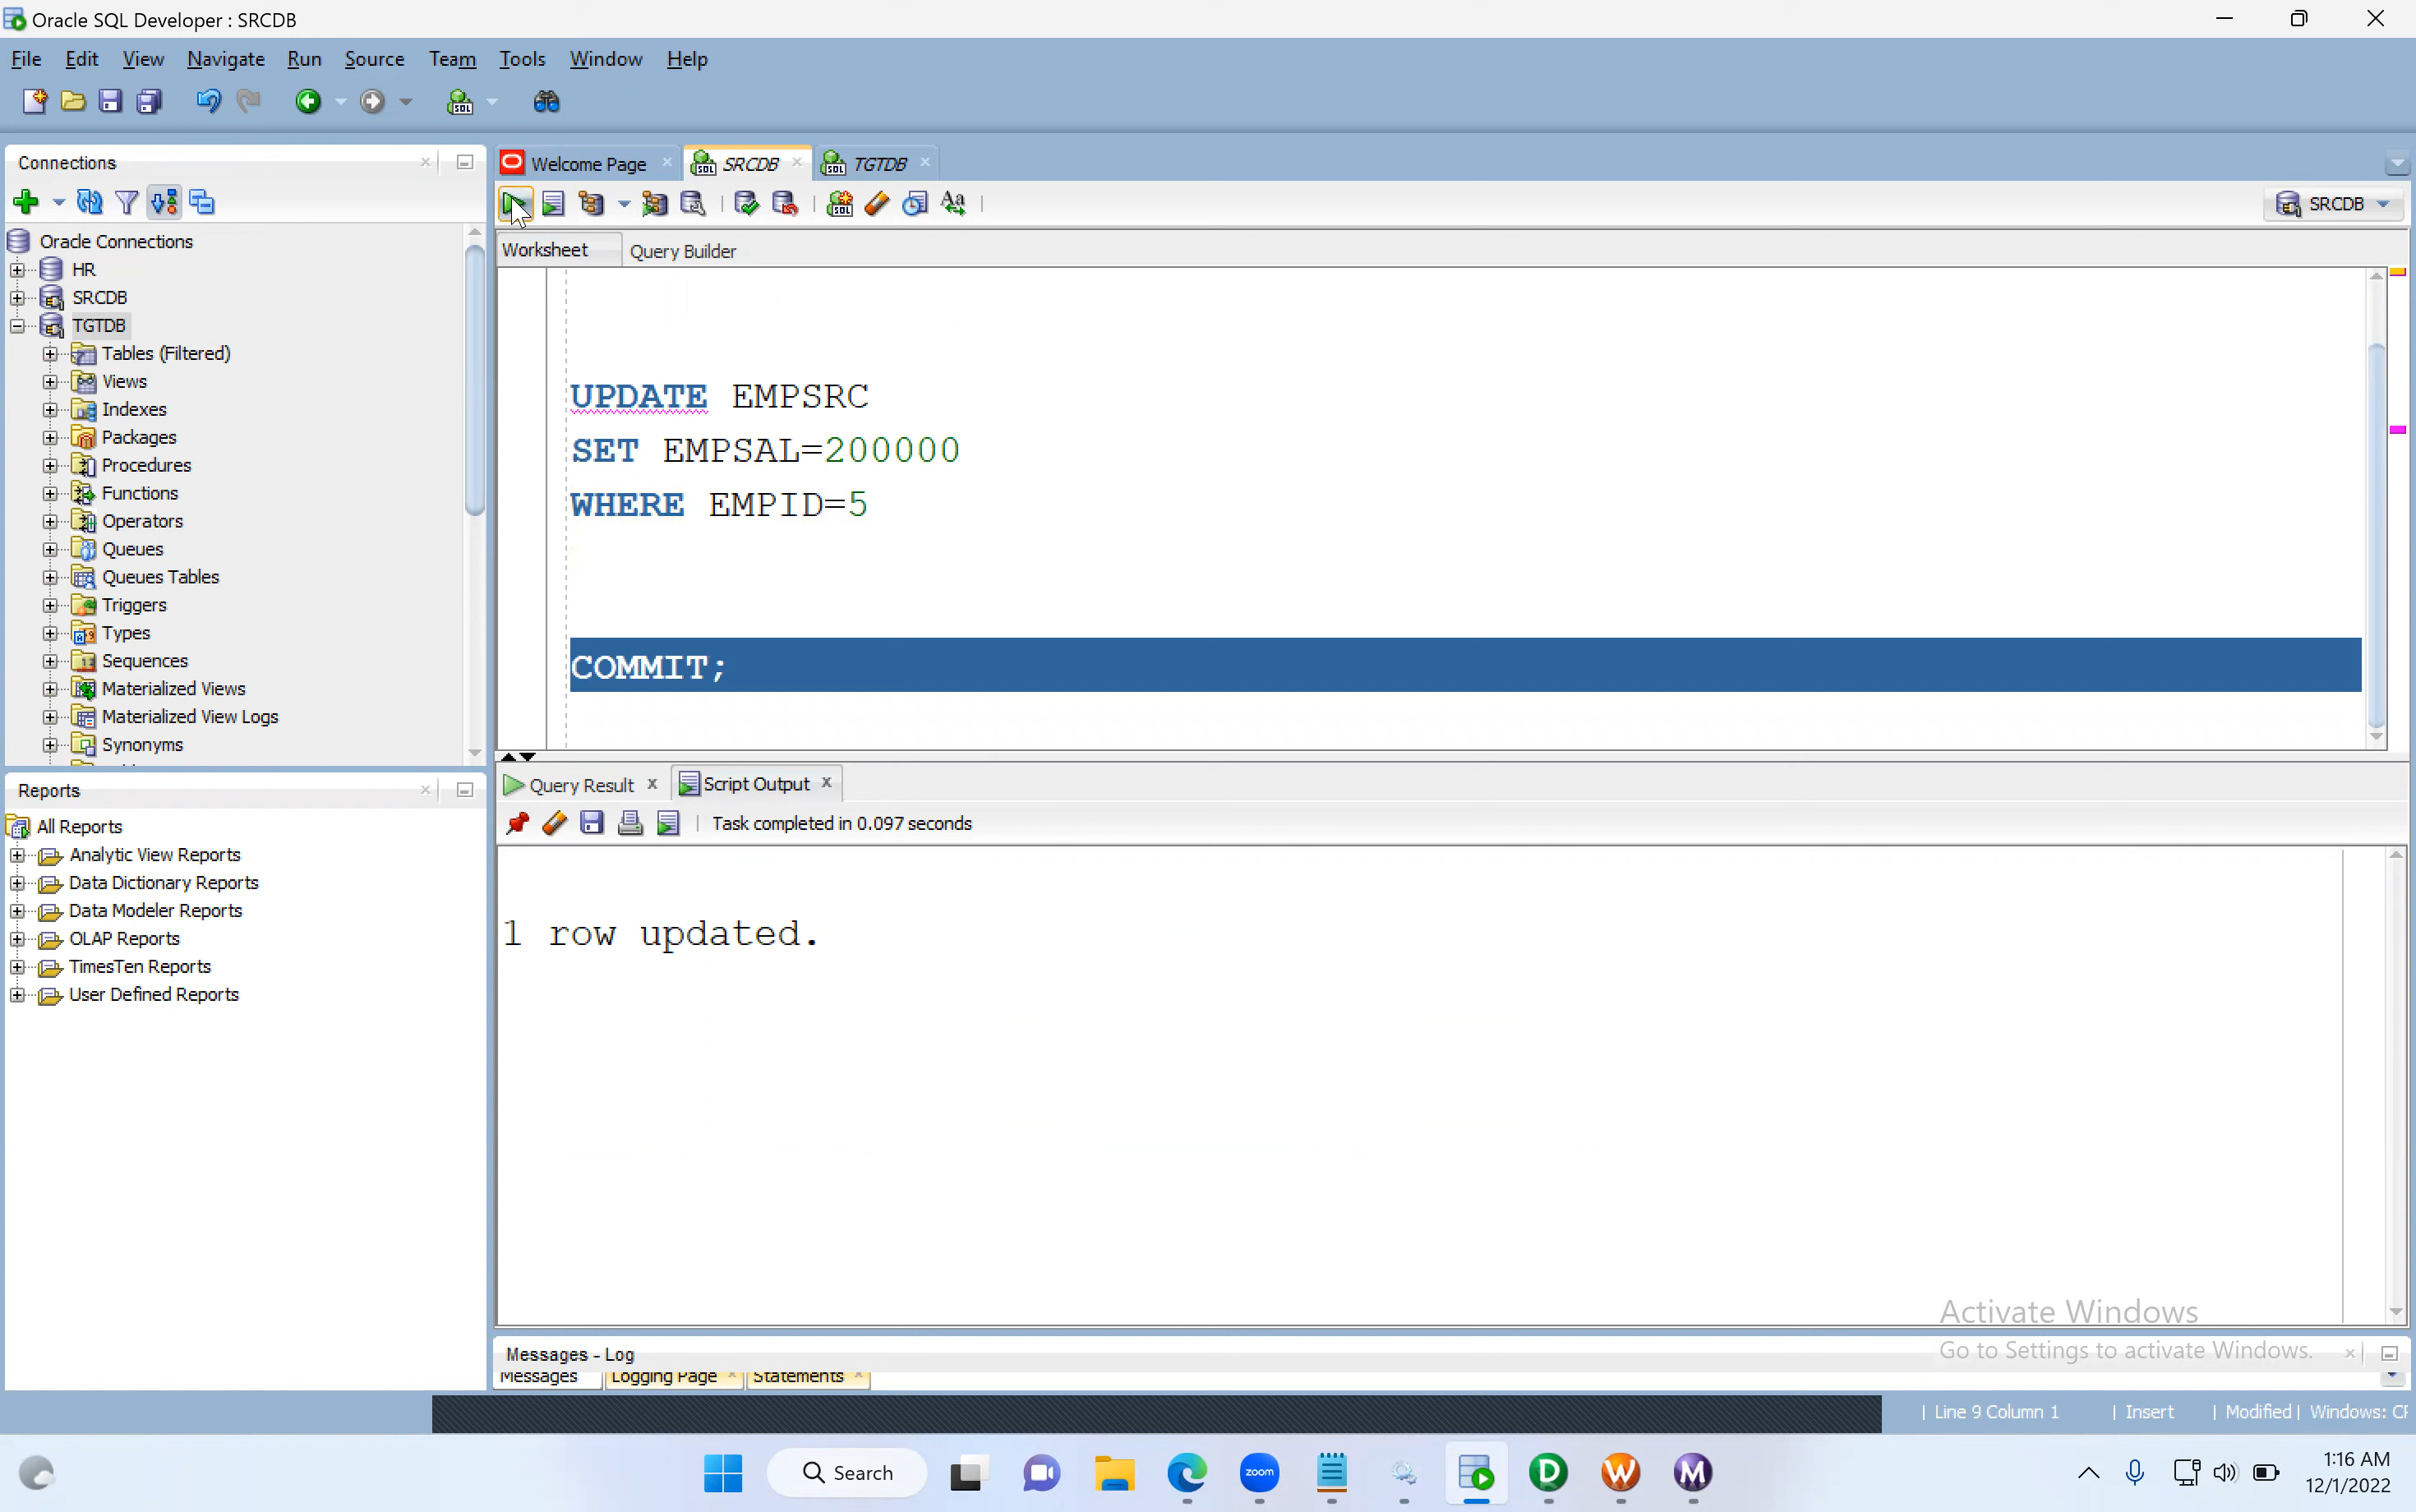 Oracle SQL Developer : SRCDB
File Edit View Navigate Run Source Team Tools Window Help
Connections
Welcome Page SRCDB TGTDB
SRCDB
Worksheet Query Builder
Oracle Connections
HR
SRCDB
TGTDB
Tables (Filtered)
Views
Indexes
Packages
Procedures
Functions
Operators
Queues
Queues Tables
Triggers
Types
Sequences
Materialized Views
Materialized View Logs
Synonyms
UPDATE EMPSRC
SET EMPSAL=200000
WHERE EMPID=5
COMMIT;
Reports
All Reports
Analytic View Reports
Data Dictionary Reports
Data Modeler Reports
OLAP Reports
TimesTen Reports
User Defined Reports
Query Result Script Output
Task completed in 0.097 seconds
1 row updated.
Activate Windows
Go to Settings to activate Windows.
Messages - Log
Messages Logging Page Statements
Line 9 Column 1 Insert Modified Windows:
Search
zoom
D
W
M
1:16 AM
12/1/2022